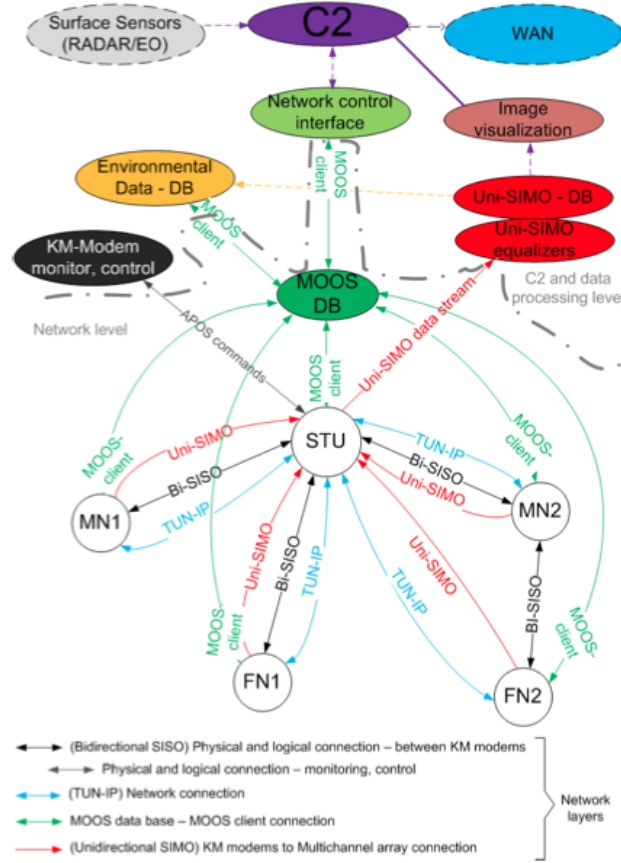 Surface Sensors
(RADAR/EO)
C2
WAN
Network control
interface
Image
visualization
MOOS
client
MOOS
client
Environmental
Data - DB
Uni-SIMO - DB
Uni-SIMO
equalizers
MOOS
client
KM-Modem
monitor, control
MOOS
DB
C2 and data
processing leve
Network level
APOS commands
MOOS
client
Uni-SIMO data stream
STU
MOOS-
client
Uni-SIMO
Bi-SISO
TUN-IP
MN1
TUN-IP
Bi-SISO
Uni-SIMO
MOOS-
client
MN2
Uni-SIMO
Bi-SISO
TUN-IP
TUN-IP
Uni-SIMO
BI-SISO
MOOS-
client
FN1
MOOS-
client
FN2
(Bidirectional SISO) Physical and logical connection – between KM modems
Physical and logical connection – monitoring, control
(TUN-IP) Network connection
MOOS data base – MOOS client connection
(Unidirectional SIMO) KM modems to Multichannel array connection
Network
layers